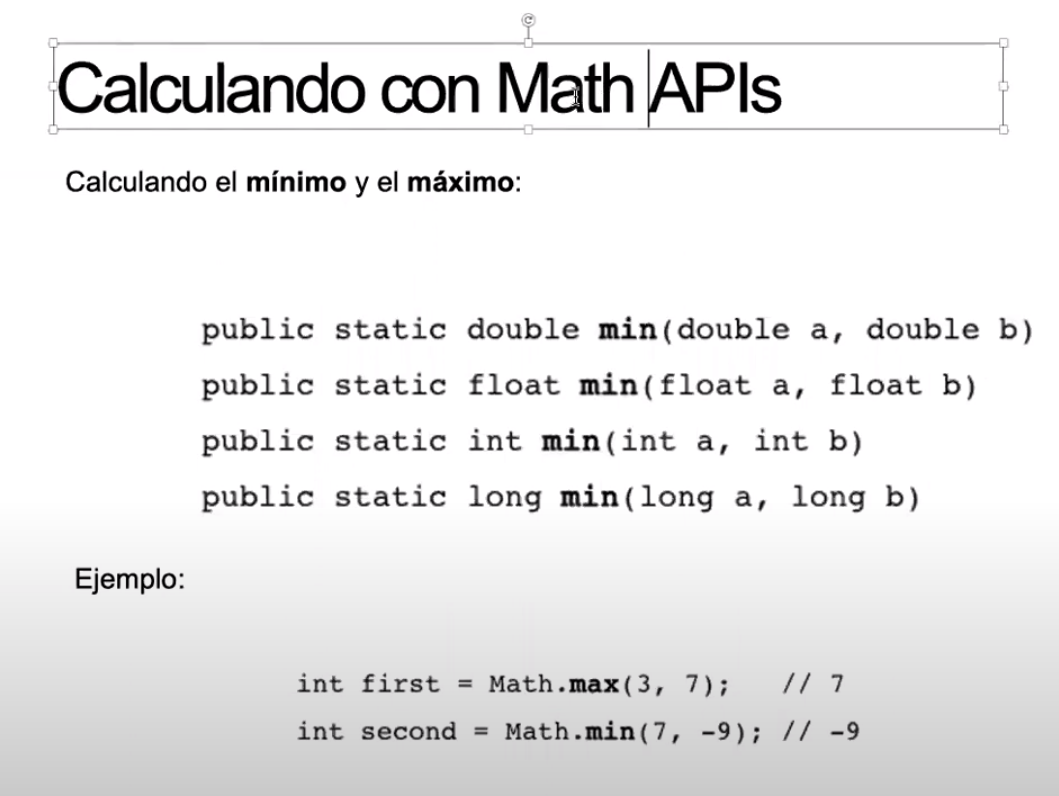 Calculando con Math APIs
Calculando el mínimo y el máximo:
public static double min(double a, double b)
public static float min(float a, float b)
public static int min(int a, int b)
public static long min(long a, long b)
Ejemplo:
int first = Math.max(3, 7);   // 7
int second = Math.min(7, -9); // -9